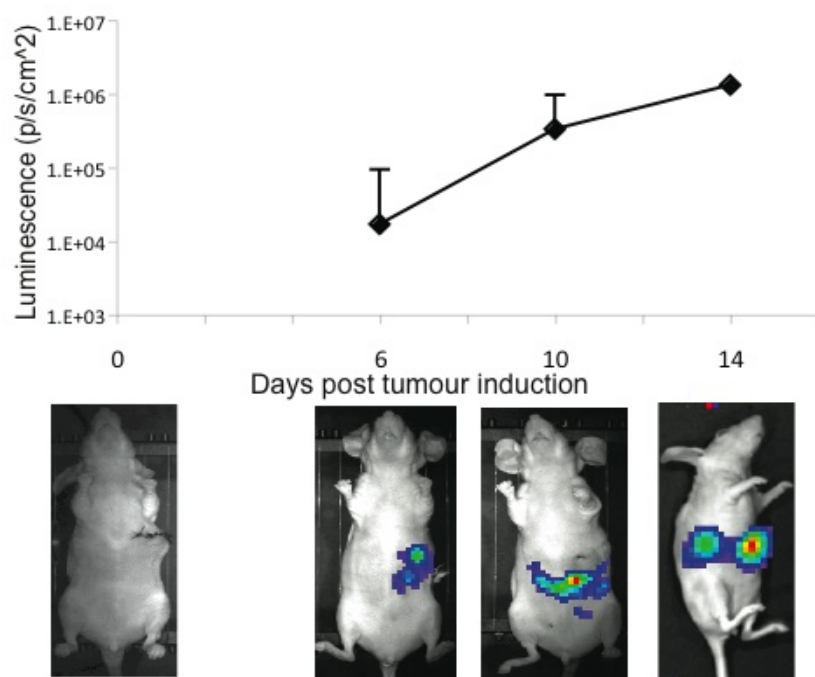 Luminescence (p/s/cm^2)
1.E+07
1.E+06
1.E+05
1.E+04
1.E+03
0 6 10 14
Days post tumour induction